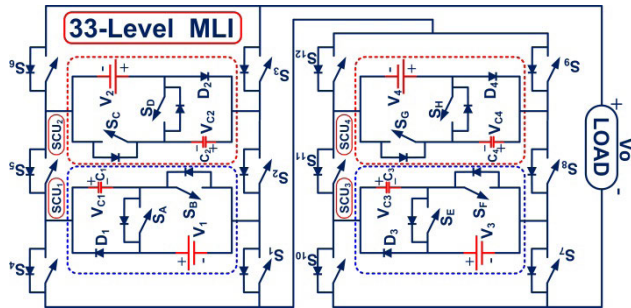 33-Level MLI
S6
S3
S12
S9
V2
- +
D2
V4
- +
D4
SC
SD
SG
SH
VC2
C2
- +
VC4
C4
- +
SCU2
SCU4
S5
S2
S11
S8
SCU1
SCU3
VC1
C1
+ -
VC3
C3
+ -
SA
SB
SE
SF
D1
V1
+ -
D3
V3
+ -
S4
S1
S10
S7
+
Vo
LOAD
-